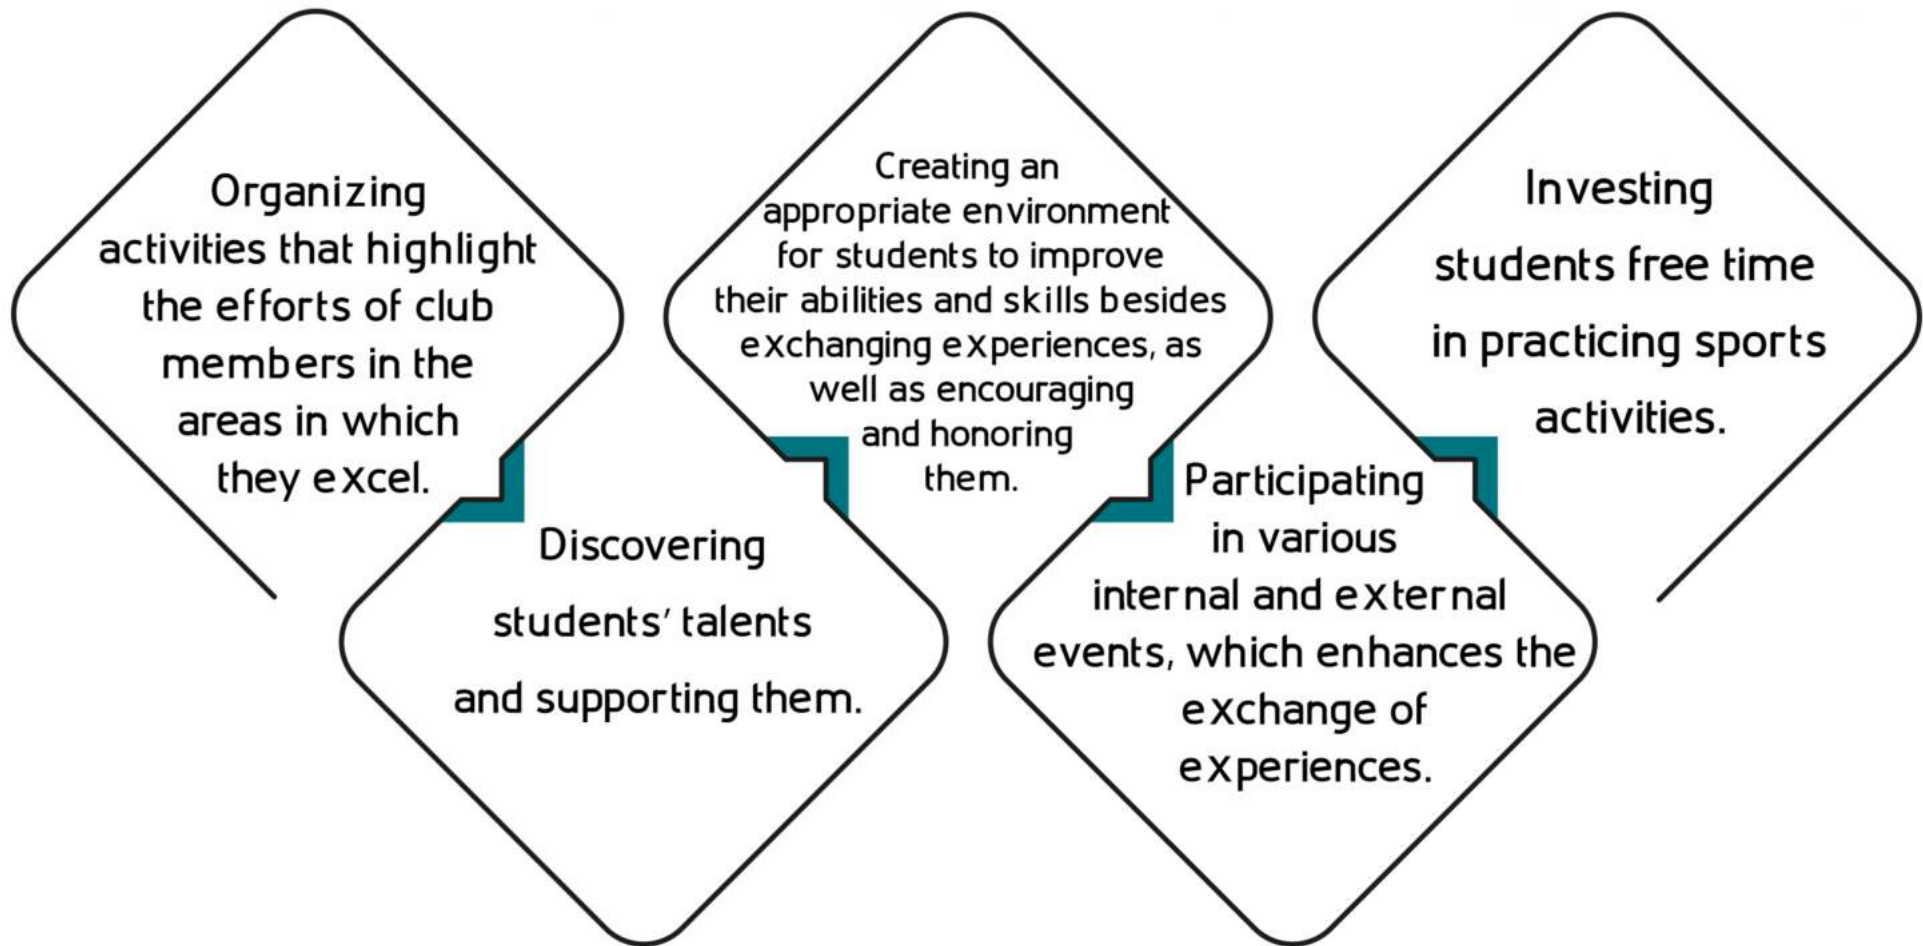 Organizing
activities that highlight
the efforts of club
members in the
areas in which
they excel.
Discovering
students' talents
and supporting them.
Creating an
appropriate environment
for students to improve
their abilities and skills besides
exchanging experiences, as
well as encouraging
and honoring
them.
Participating
in various
internal and external
events, which enhances the
exchange of
experiences.
Investing
students free time
in practicing sports
activities.